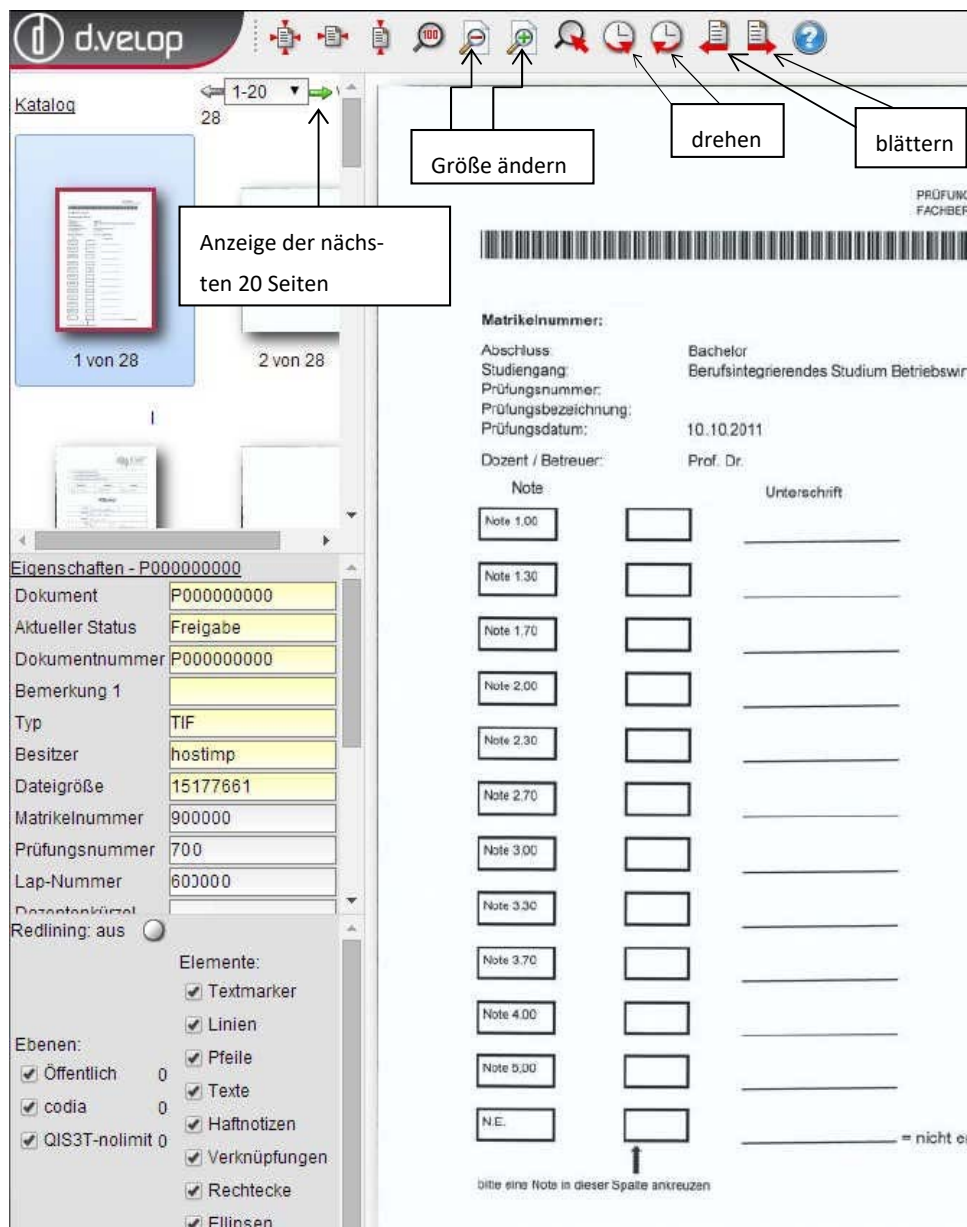 d.velop
100
Katalog
1-20
28
Größe ändern
drehen
blättern
Anzeige der nächs-
ten 20 Seiten
1 von 28
2 von 28
Eigenschaften - P000000000
Dokument P000000000
Aktueller Status Freigabe
Dokumentnummer P000000000
Bemerkung 1
Typ TIF
Besitzer hostimp
Dateigröße 15177661
Matrikelnummer 900000
Prüfungsnummer 700
Lap-Nummer 600000
Dozentenkürzel
Redlining: aus
Elemente:
Textmarker
Linien
Pfeile
Texte
Haftnotizen
Verknüpfungen
Rechtecke
Ellipsen
Ebenen:
Öffentlich 0
codia 0
QIS3T-nolimit 0
PRÜFUNG
FACHBER
Matrikelnummer:
Abschluss: Bachelor
Studiengang: Berufsintegrierendes Studium Betriebswir
Prüfungsnummer:
Prüfungsbezeichnung:
Prüfungsdatum: 10.10.2011
Dozent / Betreuer: Prof. Dr.
Note Unterschrift
Note 1,00
Note 1,30
Note 1,70
Note 2,00
Note 2,30
Note 2,70
Note 3,00
Note 3,30
Note 3,70
Note 4,00
Note 5,00
N.E. = nicht er
bitte eine Note in dieser Spalte ankreuzen